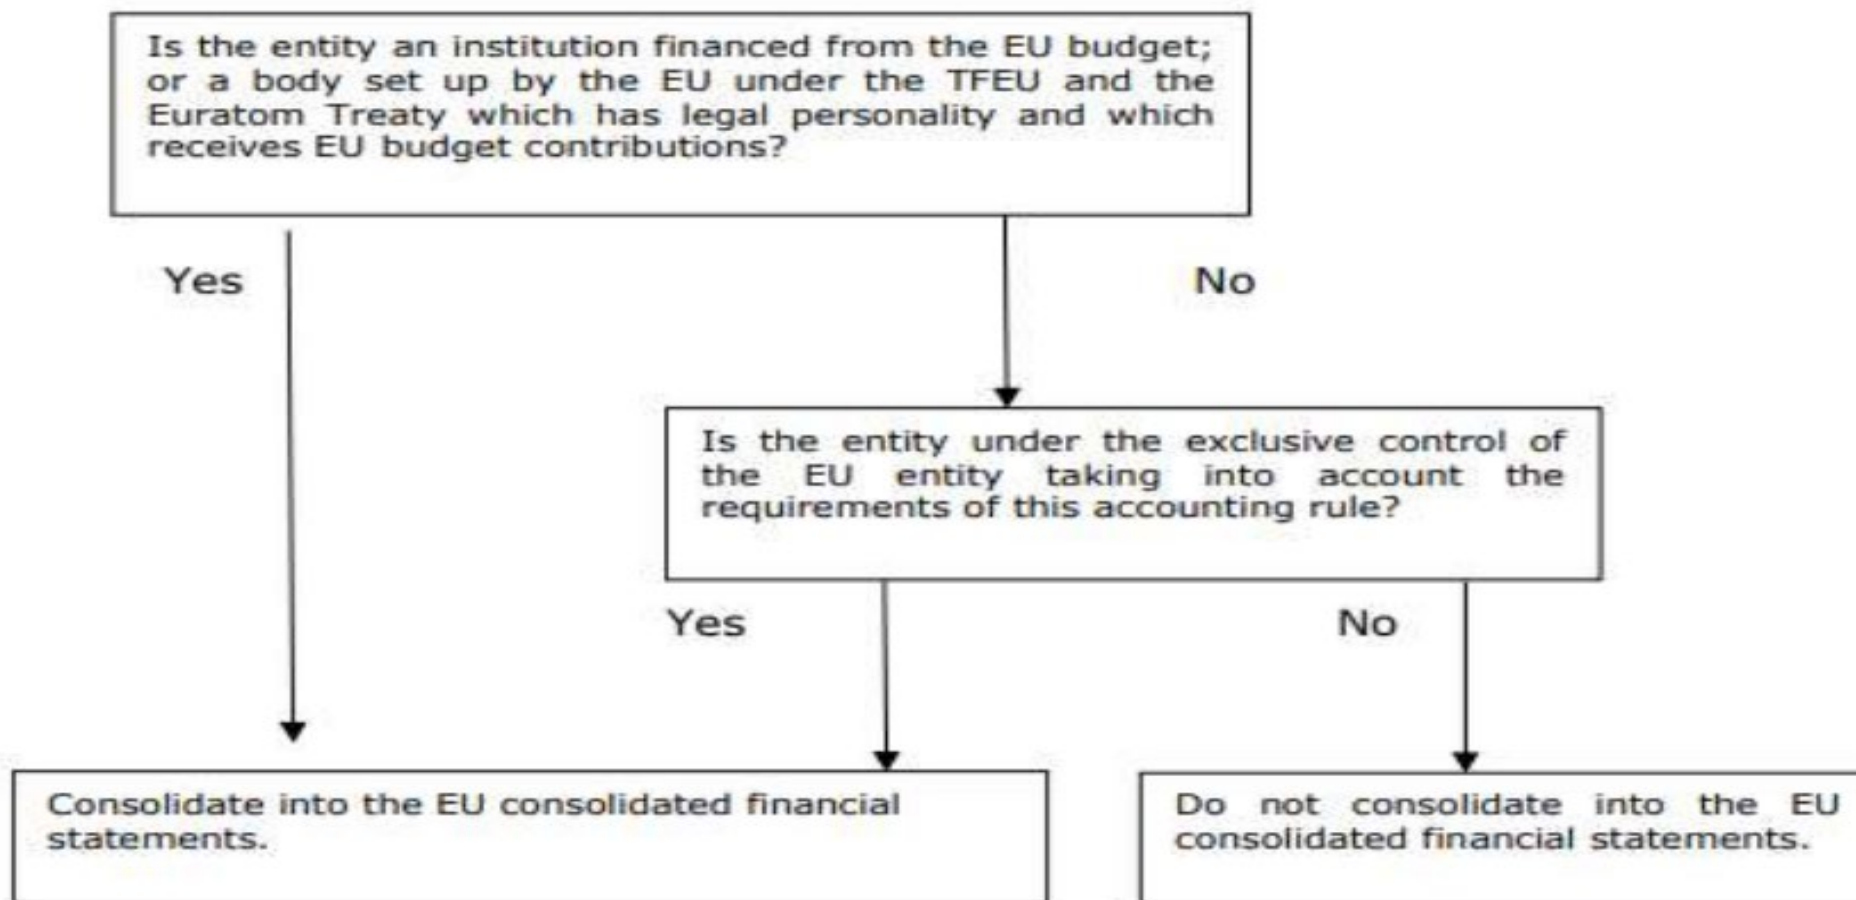 Is the entity an institution financed from the EU budget;
or a body set up by the EU under the TFEU and the
Euratom Treaty which has legal personality and which
receives EU budget contributions?
Yes
No
Is the entity under the exclusive control of
the EU entity taking into account the
requirements of this accounting rule?
Yes
No
Consolidate into the EU consolidated financial
statements.
Do not consolidate into the EU
consolidated financial statements.